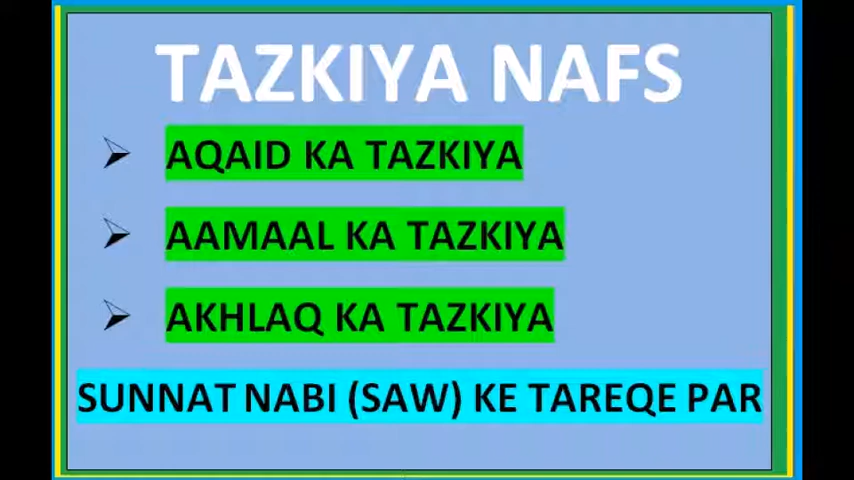 TAZKIYA NAFS
AQAID KA TAZKIYA
AAMAAL KA TAZKIYA
AKHLAQ KA TAZKIYA
SUNNAT NABI (SAW) KE TAREQE PAR